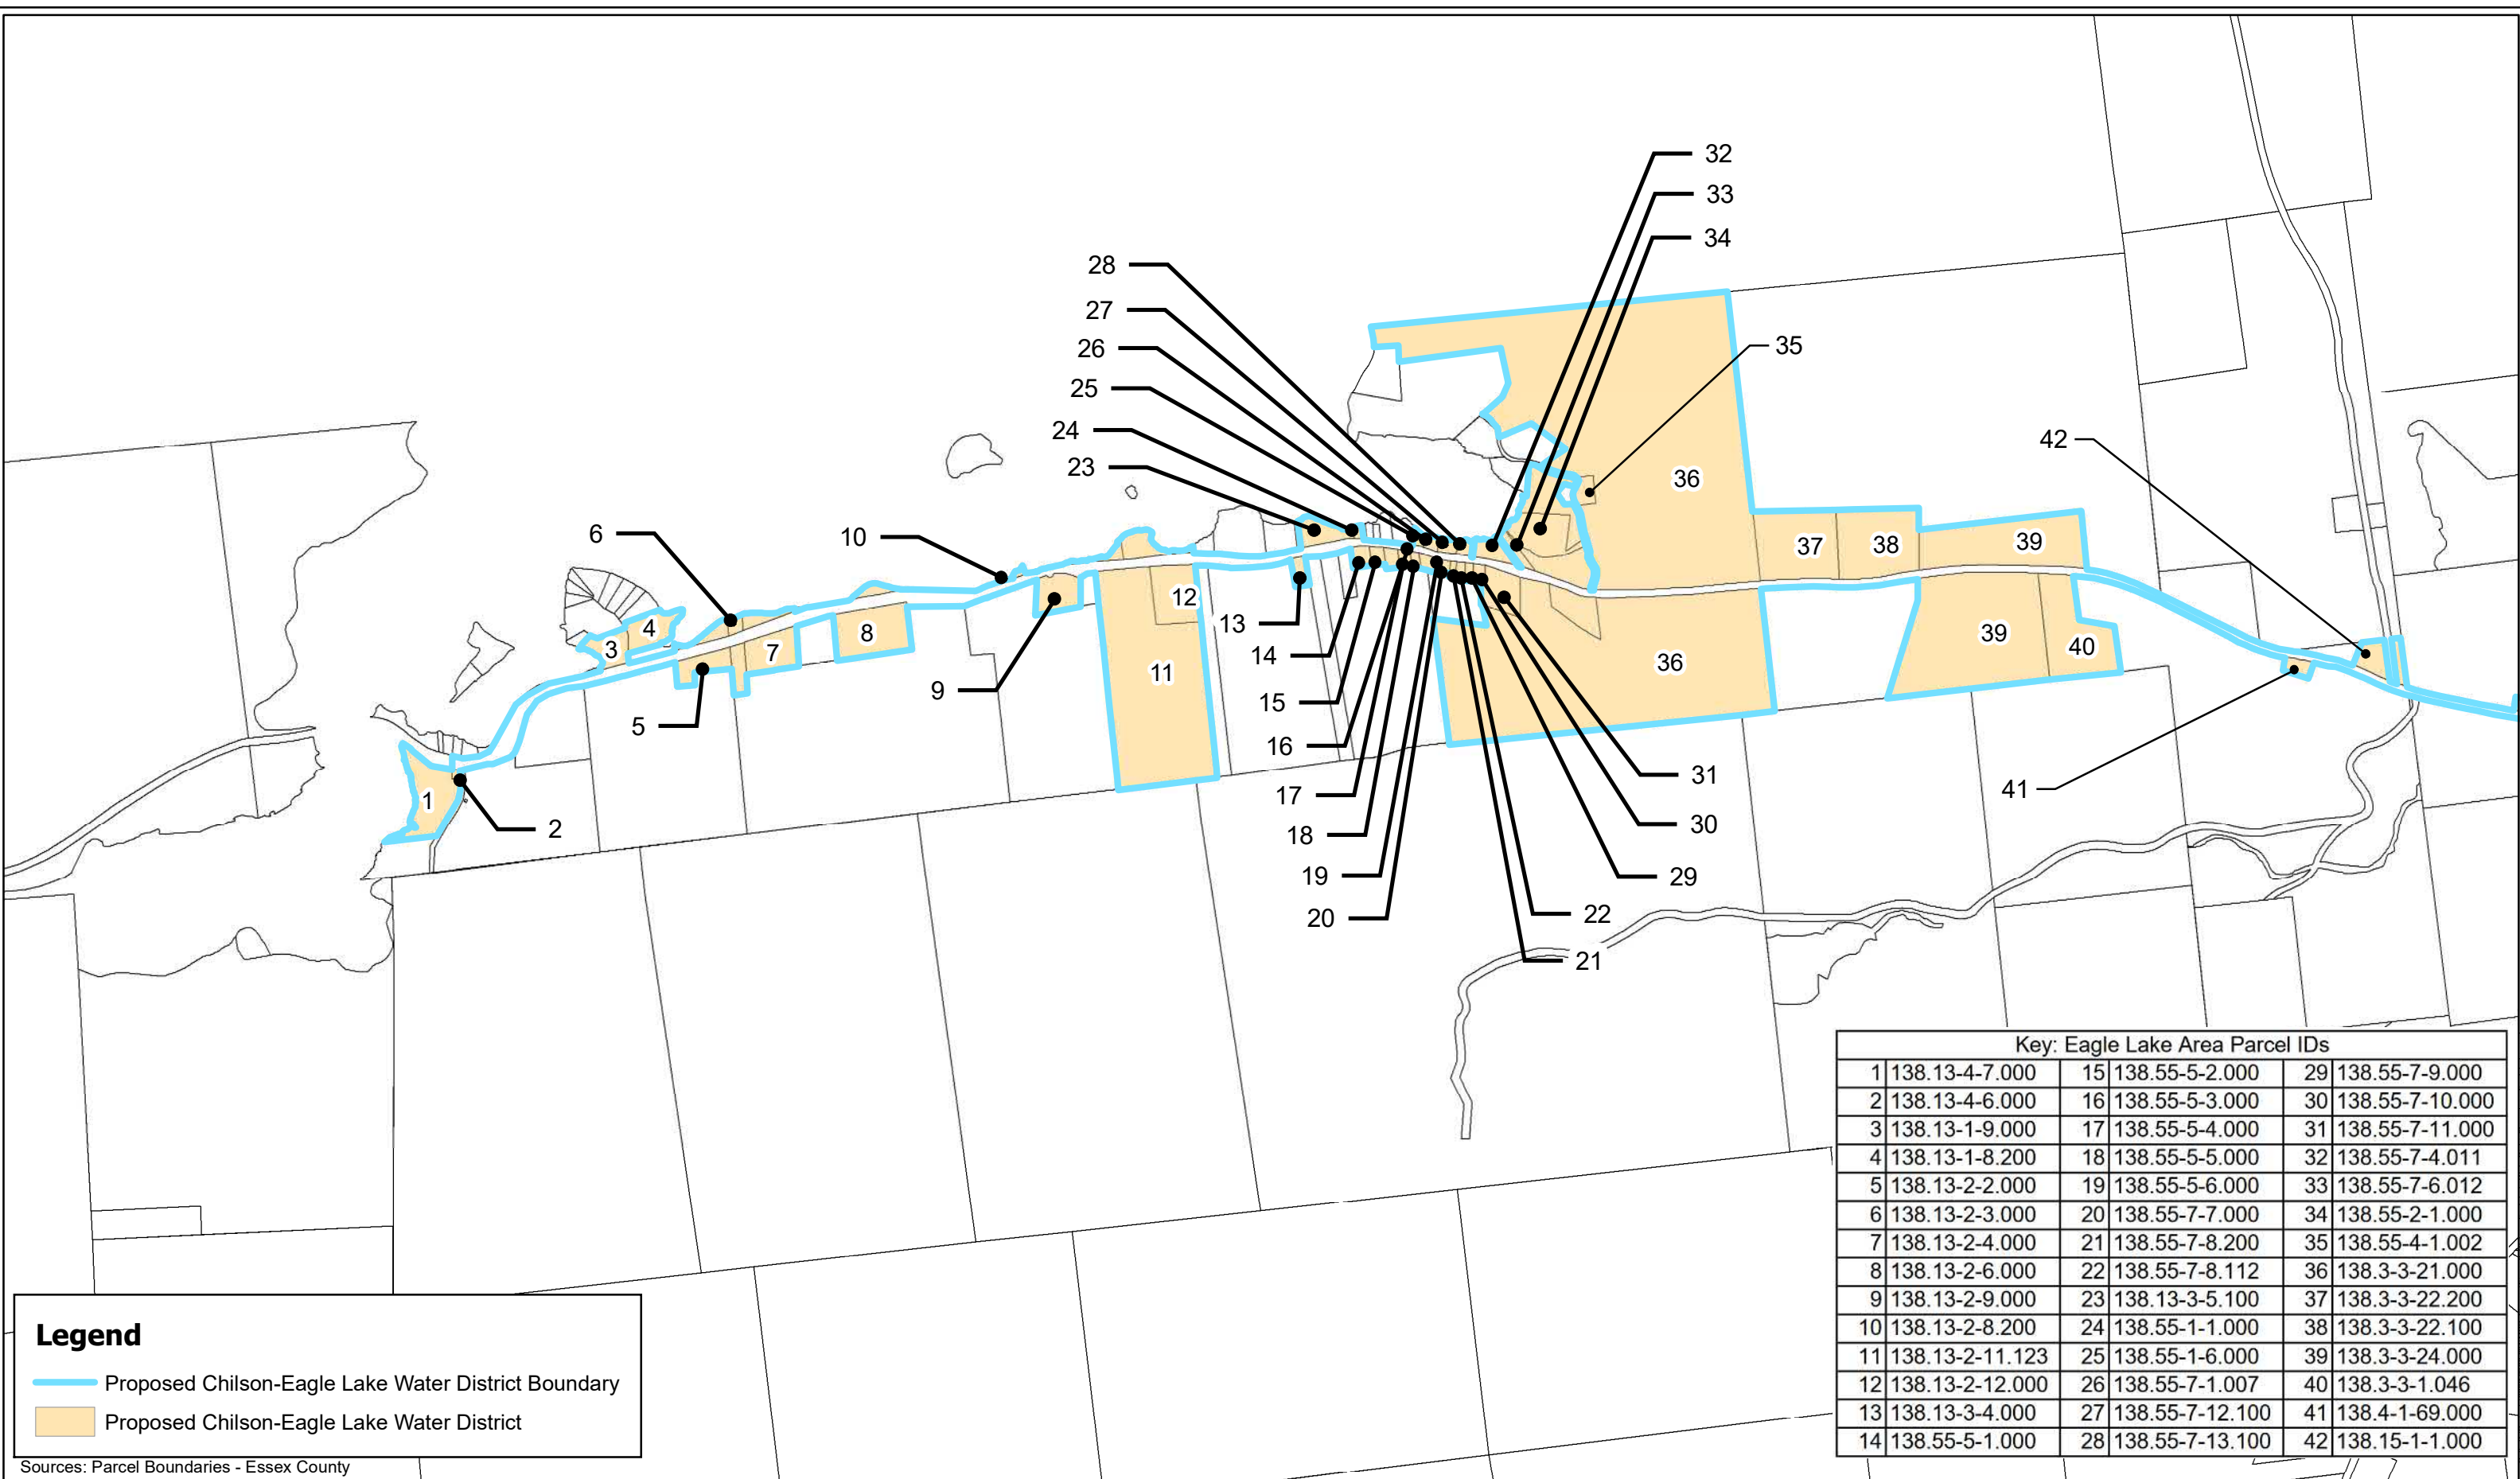 32
33
34
28
27
26
25
24
23
35
36
42
6
10
37
38
39
4
3
7
8
12
13
14
9
11
15
16
5
36
39
40
41
1
2
17
18
19
20
31
30
29
22
21
Key: Eagle Lake Area Parcel IDs
1 138.13-4-7.000 15 138.55-5-2.000 29 138.55-7-9.000
2 138.13-4-6.000 16 138.55-5-3.000 30 138.55-7-10.000
3 138.13-1-9.000 17 138.55-5-4.000 31 138.55-7-11.000
4 138.13-1-8.200 18 138.55-5-5.000 32 138.55-7-4.011
5 138.13-2-2.000 19 138.55-5-6.000 33 138.55-7-6.012
6 138.13-2-3.000 20 138.55-7-7.000 34 138.55-2-1.000
7 138.13-2-4.000 21 138.55-7-8.200 35 138.55-4-1.002
8 138.13-2-6.000 22 138.55-7-8.112 36 138.3-3-21.000
9 138.13-2-9.000 23 138.13-3-5.100 37 138.3-3-22.200
10 138.13-2-8.200 24 138.55-1-1.000 38 138.3-3-22.100
11 138.13-2-11.123 25 138.55-1-6.000 39 138.3-3-24.000
12 138.13-2-12.000 26 138.55-7-1.007 40 138.3-3-1.046
13 138.13-3-4.000 27 138.55-7-12.100 41 138.4-1-69.000
14 138.55-5-1.000 28 138.55-7-13.100 42 138.15-1-1.000
Legend
Proposed Chilson-Eagle Lake Water District Boundary
Proposed Chilson-Eagle Lake Water District
Sources: Parcel Boundaries - Essex County